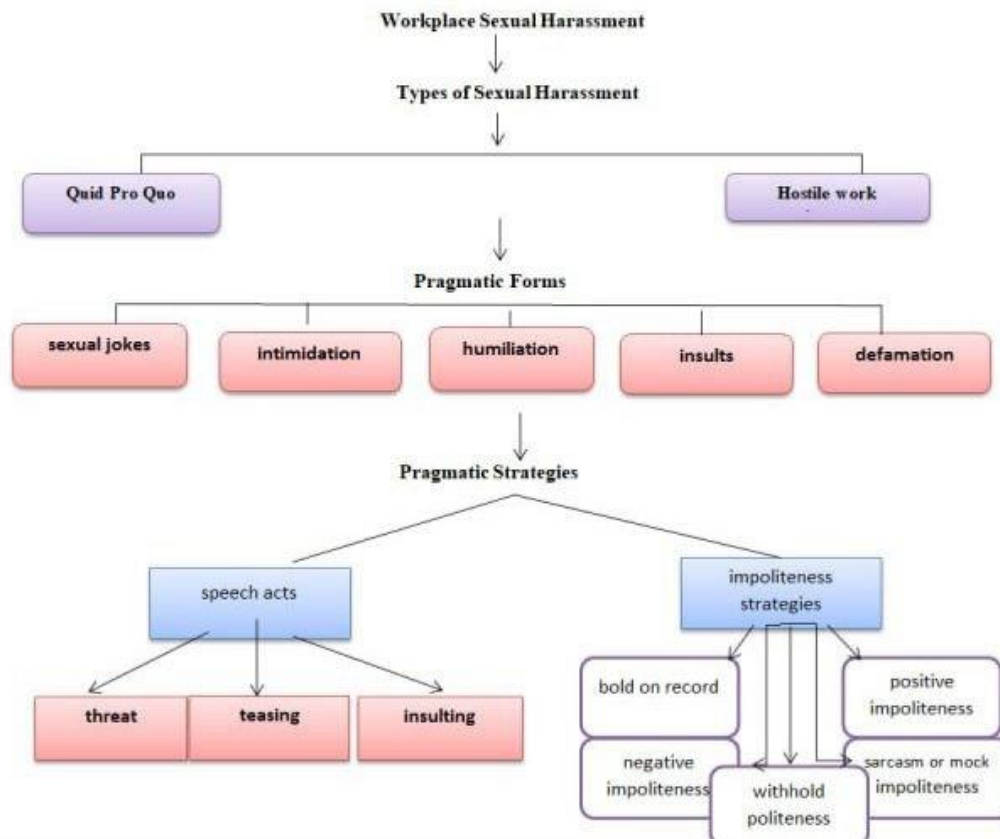 Workplace Sexual Harassment
Types of Sexual Harassment
Quid Pro Quo
Hostile work
Pragmatic Forms
sexual jokes
intimidation
humiliation
insults
defamation
Pragmatic Strategies
speech acts
impoliteness
strategies
bold on record
positive
impoliteness
threat
teasing
insulting
negative
impoliteness
withhold
politeness
sarcasm or mock
impoliteness